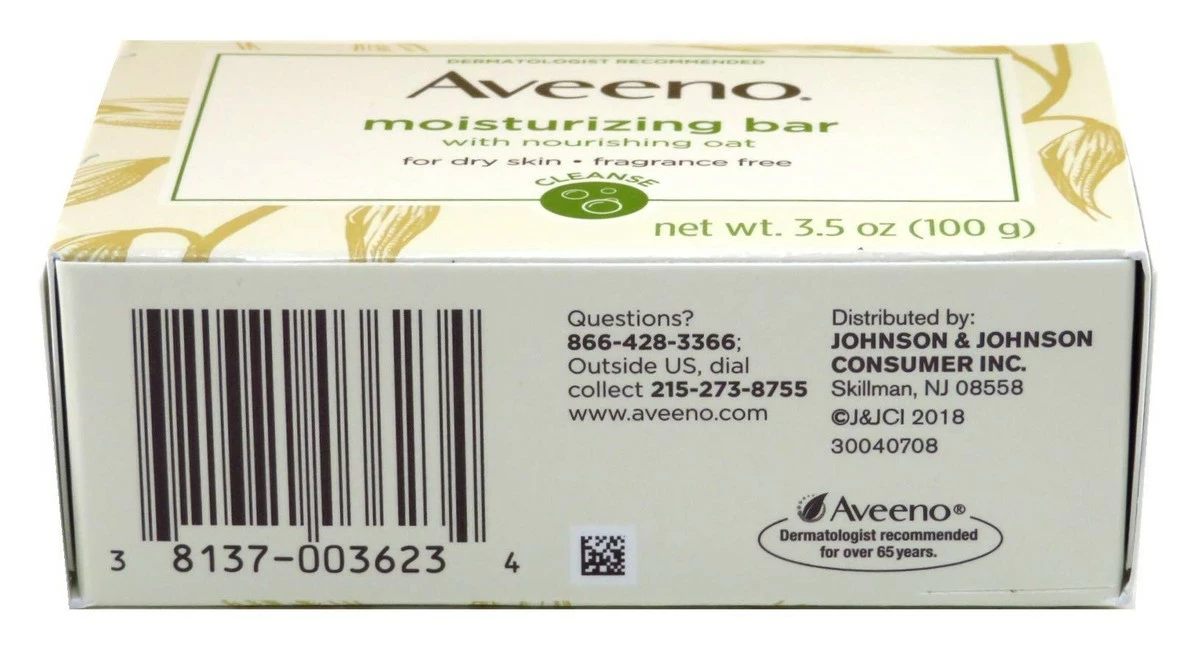 DERMATOLOGIST RECOMMENDED
Aveeno.
moisturizing bar
with nourishing oat
for dry skin • fragrance free
CLEANSE
net wt. 3.5 oz (100 g)
Questions?
866-428-3366;
Outside US, dial
collect 215-273-8755
www.aveeno.com
Distributed by:
JOHNSON & JOHNSON
CONSUMER INC.
Skillman, NJ 08558
©J&JCI 2018
30040708
Aveeno®
Dermatologist recommended
for over 65 years.
3 8137-003623 4